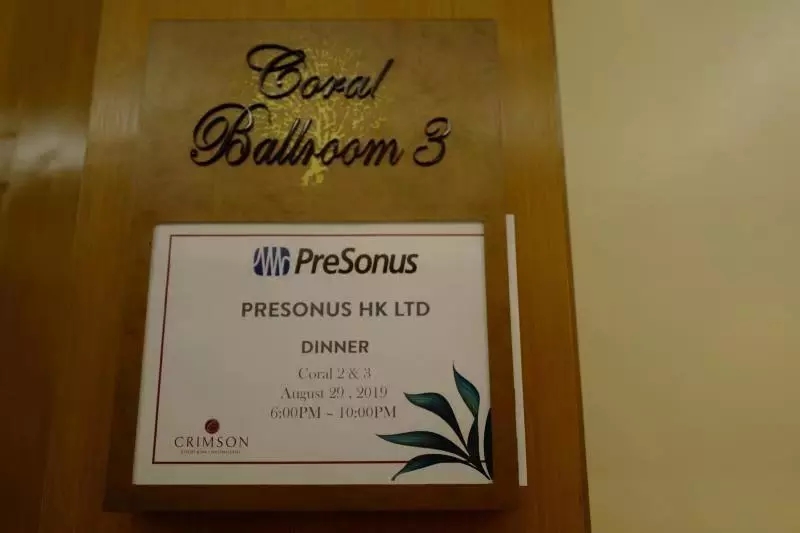 Coral
Ballroom 3
PreSonus
PRESONUS HK LTD
DINNER
Coral 2 & 3
August 29 , 2019
6:00PM ~ 10:00PM
CRIMSON